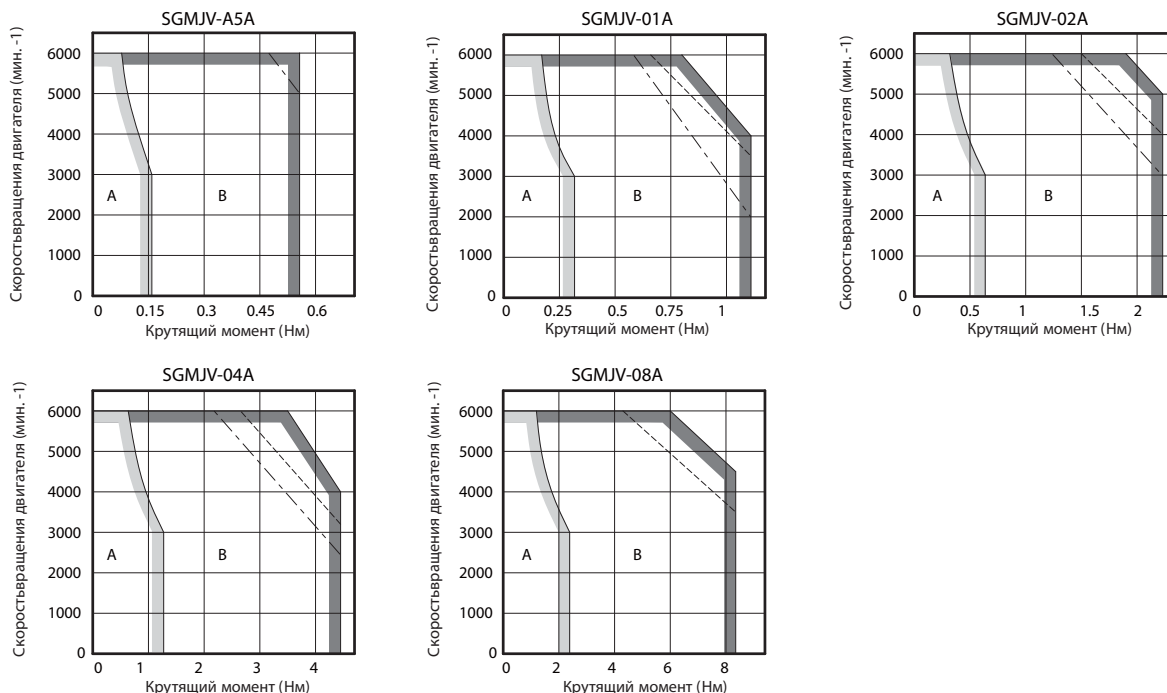 SGMJV-A5A
Скоростьвращения двигателя (мин. -1)
6000
5000
4000
3000
2000
1000
0
A
B
0 0.15 0.3 0.45 0.6
Крутящий момент (Нм)
SGMJV-01A
Скоростьвращения двигателя (мин. -1)
6000
5000
4000
3000
2000
1000
0
A
B
0 0.25 0.5 0.75 1
Крутящий момент (Нм)
SGMJV-02A
Скоростьвращения двигателя (мин. -1)
6000
5000
4000
3000
2000
1000
0
A
B
0 0.5 1 1.5 2
Крутящий момент (Нм)
SGMJV-04A
Скоростьвращения двигателя (мин. -1)
6000
5000
4000
3000
2000
1000
0
A
B
0 1 2 3 4
Крутящий момент (Нм)
SGMJV-08A
Скоростьвращения двигателя (мин. -1)
6000
5000
4000
3000
2000
1000
0
A
B
0 2 4 6 8
Крутящий момент (Нм)